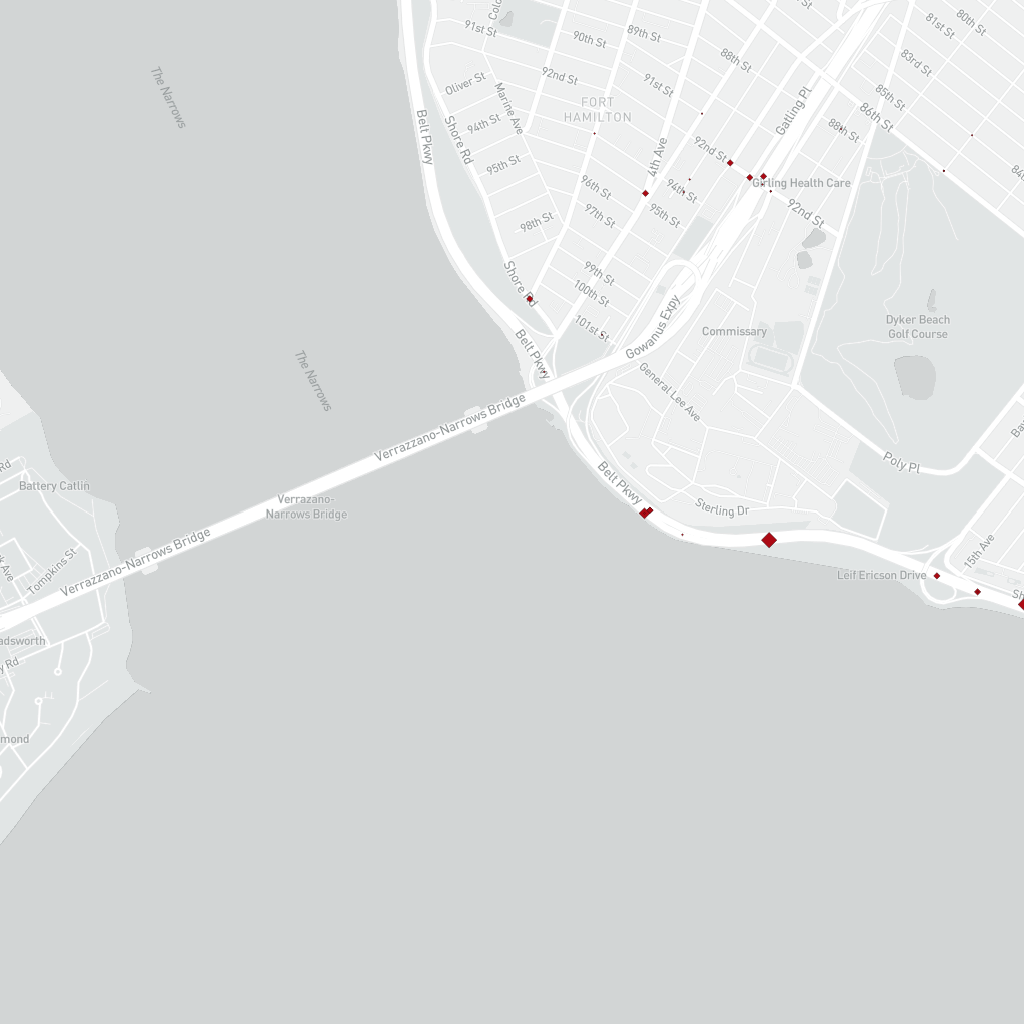 91st St
90th St
89th St
88th St
81st St
80th St
83rd St
85th St
86th St
88th St
The Narrows
Oliver St
92nd St
91st St
Marine Ave
FORT
HAMILTON
Gatling Pl
Belt Pkwy
Shore Rd
94th St
95th St
4th Ave
92nd St
Girling Health Care
94th St
92nd St
96th St
97th St
95th St
98th St
99th St
100th St
101st St
Shore Rd
Belt Pkwy
Gowanus Expy
Commissary
Dyker Beach
Golf Course
The Narrows
General Lee Ave
Verrazzano-Narrows Bridge
Poly Pl
Battery Catlin
Verrazano-
Narrows Bridge
Belt Pkwy
Sterling Dr
Verrazzano-Narrows Bridge
Tompkins St
15th Ave
Leif Ericson Drive
adsworth
mond